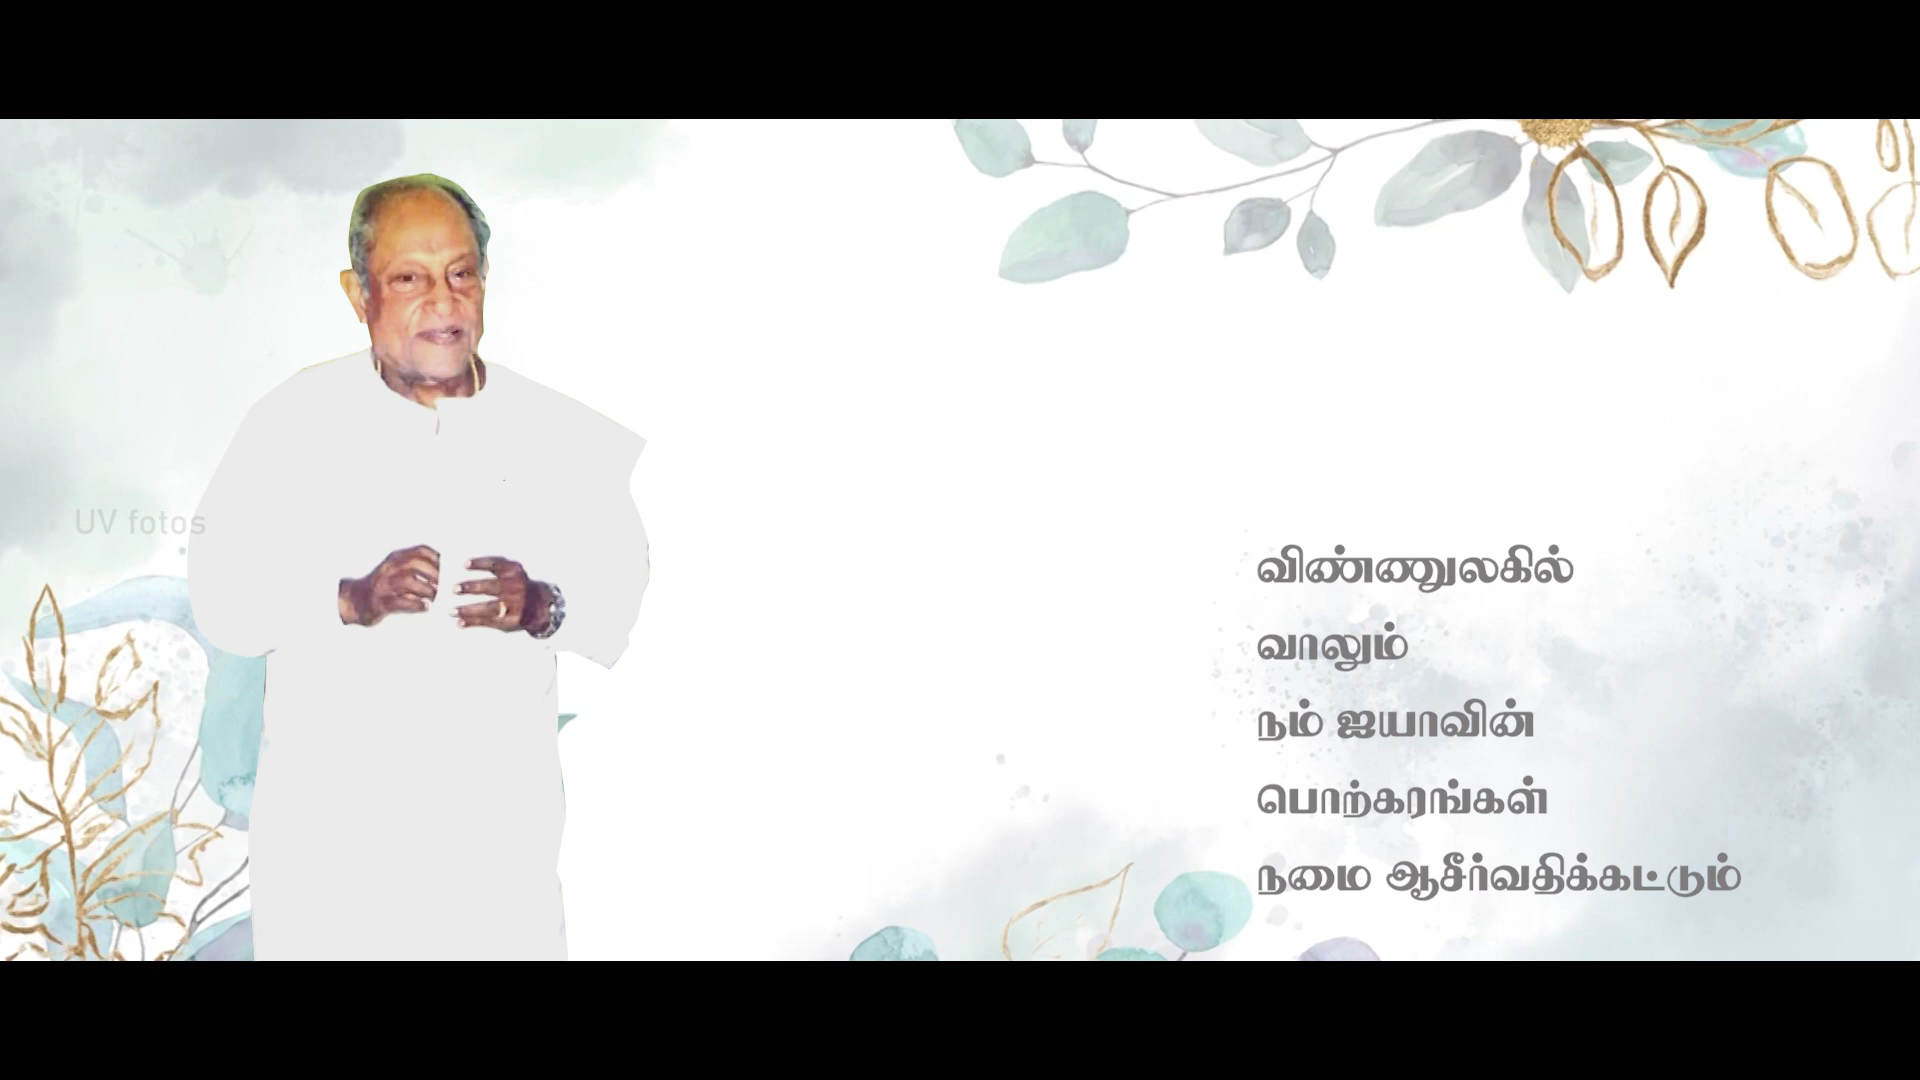 UV fotos
விண்ணுலகில்
வாலும்
நம் ஐயாவின்
பொற்கரங்கள்
நமை ஆசீர்வதிக்கட்டும்